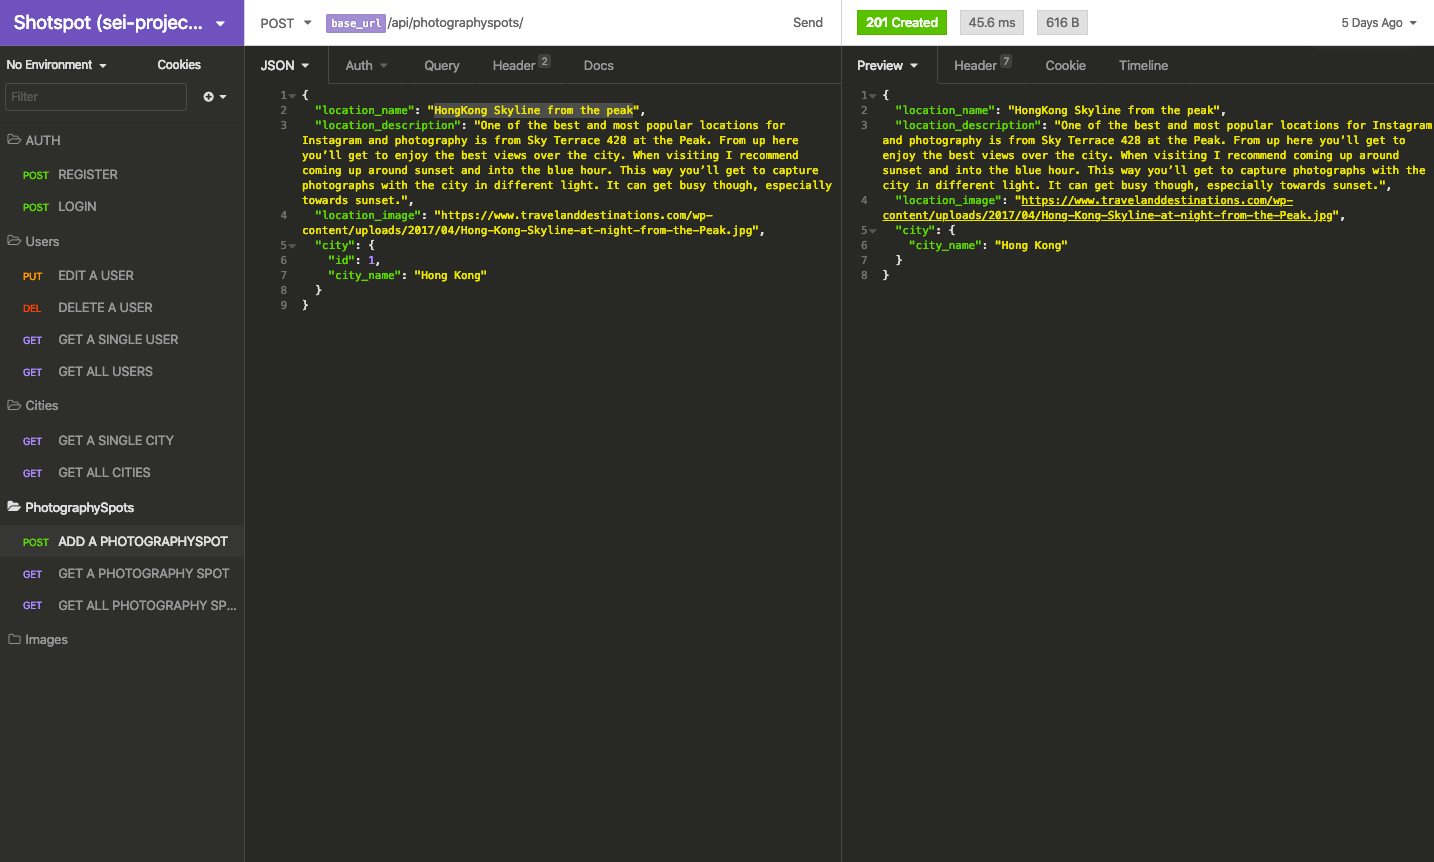 Shotspot (sei-projec...
POST
base_url /api/photographyspots/
Send
201 Created
45.6 ms
616 B
5 Days Ago
No Environment
Cookies
Filter
AUTH
POST REGISTER
POST LOGIN
Users
PUT EDIT A USER
DEL DELETE A USER
GET GET A SINGLE USER
GET GET ALL USERS
Cities
GET GET A SINGLE CITY
GET GET ALL CITIES
PhotographySpots
POST ADD A PHOTOGRAPHYSPOT
GET GET A PHOTOGRAPHY SPOT
GET GET ALL PHOTOGRAPHY SP...
Images
JSON
Auth
Query
Header 2
Docs
1 {
2 "location_name": "HongKong Skyline from the peak",
3 "location_description": "One of the best and most popular locations for
Instagram and photography is from Sky Terrace 428 at the Peak. From up here
you’ll get to enjoy the best views over the city. When visiting I recommend
coming up around sunset and into the blue hour. This way you’ll get to capture
photographs with the city in different light. It can get busy though, especially
towards sunset.",
4 "location_image": "https://www.travelanddestinations.com/wp-
content/uploads/2017/04/Hong-Kong-Skyline-at-night-from-the-Peak.jpg",
5 "city": {
6 "id": 1,
7 "city_name": "Hong Kong"
8 }
9 }
Preview
Header 7
Cookie
Timeline
1 {
2 "location_name": "HongKong Skyline from the peak",
3 "location_description": "One of the best and most popular locations for Instagram
and photography is from Sky Terrace 428 at the Peak. From up here you’ll get to
enjoy the best views over the city. When visiting I recommend coming up around
sunset and into the blue hour. This way you’ll get to capture photographs with the
city in different light. It can get busy though, especially towards sunset.",
4 "location_image": "https://www.travelanddestinations.com/wp-
content/uploads/2017/04/Hong-Kong-Skyline-at-night-from-the-Peak.jpg",
5 "city": {
6 "city_name": "Hong Kong"
7 }
8 }